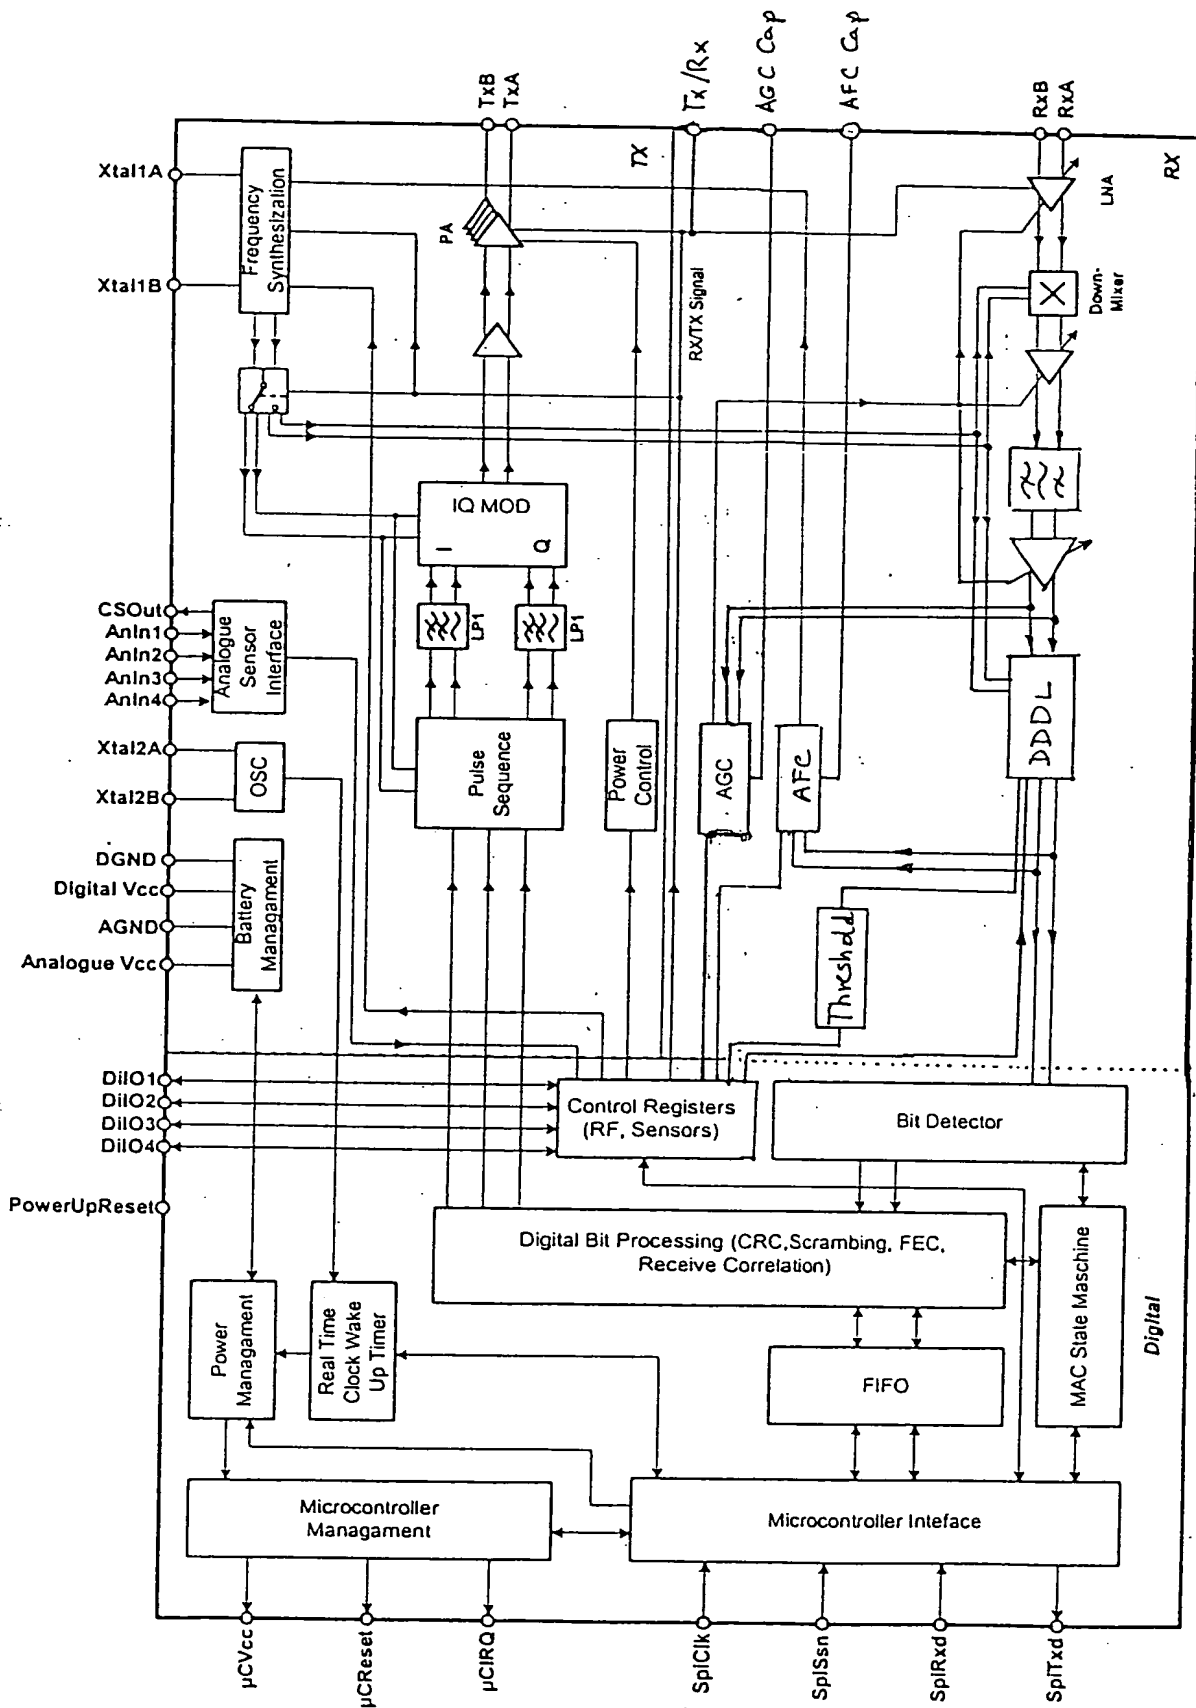 TxB
TxA
Tx/Rx
AGC Cap
AFC Cap
RxB
RxA
TX
RX
Xtal1A
Xtal1B
Frequency
Synthesization
PA
LNA
RX/TX Signal
Down-
Mixer
IQ MOD
I
Q
LP1
LP1
CSOut
AnIn1
AnIn2
AnIn3
AnIn4
Analogue
Sensor
Interface
Xtal2A
Xtal2B
OSC
Pulse
Sequence
Power
Control
AGC
AFC
DDDL
DGND
Digital Vcc
AGND
Analogue Vcc
Battery
Managament
Threshold
DiIO1
DiIO2
DiIO3
DiIO4
Control Registers
(RF, Sensors)
Bit Detector
PowerUpReset
Digital Bit Processing (CRC,Scrambing, FEC,
Receive Correlation)
MAC State Maschine
Digital
Power
Managament
Real Time
Clock Wake
Up Timer
FIFO
Microcontroller
Managament
Microcontroller Inteface
µCVcc
µCReset
µCIRQ
SpiClk
SpiSsn
SpiRxd
SpiTxd